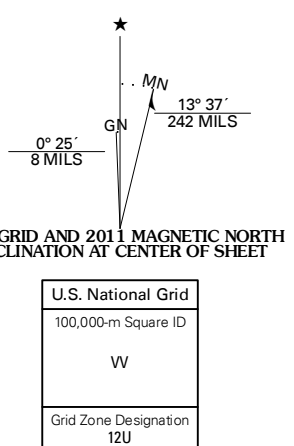 ★
MN
GN
13° 37´
242 MILS
0° 25´
8 MILS
GRID AND 2011 MAGNETIC NORTH
CLINATION AT CENTER OF SHEET
U.S. National Grid
100,000-m Square ID
VV
Grid Zone Designation
12U